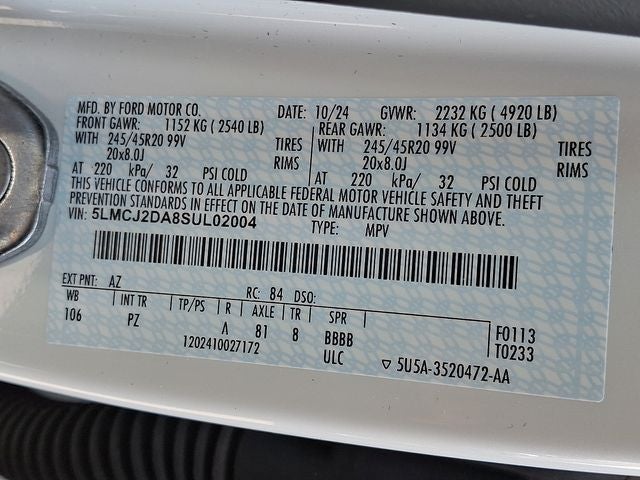 MFD. BY FORD MOTOR CO. DATE: 10/24 GVWR: 2232 KG ( 4920 LB)
FRONT GAWR: 1152 KG ( 2540 LB) REAR GAWR: 1134 KG ( 2500 LB)
WITH 245/45R20 99V TIRES WITH 245/45R20 99V TIRES
20x8.0J RIMS 20x8.0J RIMS
AT 220 kPa/ 32 PSI COLD AT 220 kPa/ 32 PSI COLD
THIS VEHICLE CONFORMS TO ALL APPLICABLE FEDERAL MOTOR VEHICLE SAFETY AND THEFT
PREVENTION STANDARDS IN EFFECT ON THE DATE OF MANUFACTURE SHOWN ABOVE.
VIN: 5LMCJ2DA8SUL02004 TYPE: MPV
EXT PNT: AZ RC: 84 DSO:
WB INT TR TP/PS R AXLE TR SPR
106 PZ A 81 8 BBBB F0113
1202410027172 ULC T0233
5U5A-3520472-AA